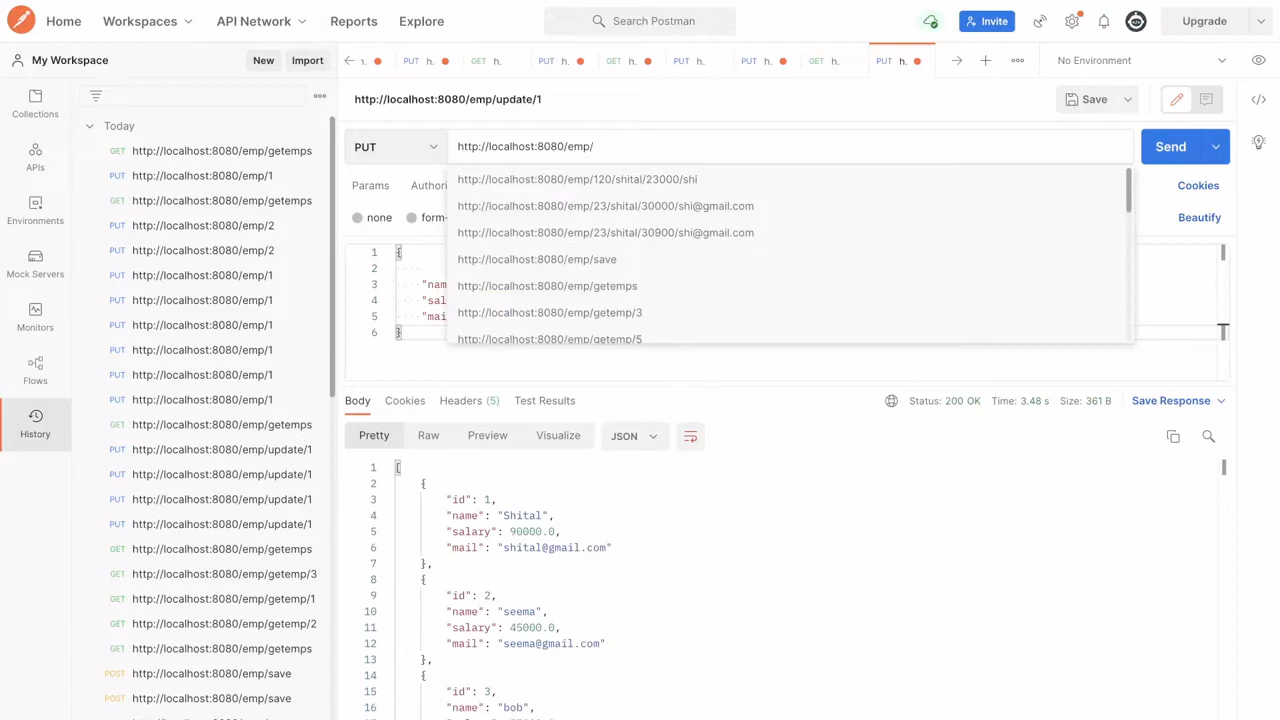 Home
Workspaces
API Network
Reports
Explore
Search Postman
Invite
Upgrade
My Workspace
New
Import
PUT h.
GET h.
PUT h.
GET h.
PUT h.
PUT h.
GET h.
PUT h.
No Environment
Collections
APIs
Environments
Mock Servers
Monitors
Flows
History
Today
GET http://localhost:8080/emp/getemps
PUT http://localhost:8080/emp/1
GET http://localhost:8080/emp/getemps
PUT http://localhost:8080/emp/2
PUT http://localhost:8080/emp/2
PUT http://localhost:8080/emp/1
PUT http://localhost:8080/emp/1
PUT http://localhost:8080/emp/1
PUT http://localhost:8080/emp/1
PUT http://localhost:8080/emp/1
PUT http://localhost:8080/emp/1
GET http://localhost:8080/emp/getemps
PUT http://localhost:8080/emp/update/1
PUT http://localhost:8080/emp/update/1
PUT http://localhost:8080/emp/update/1
PUT http://localhost:8080/emp/update/1
GET http://localhost:8080/emp/getemps
GET http://localhost:8080/emp/getemp/3
GET http://localhost:8080/emp/getemp/1
GET http://localhost:8080/emp/getemp/2
GET http://localhost:8080/emp/getemps
POST http://localhost:8080/emp/save
POST http://localhost:8080/emp/save
http://localhost:8080/emp/update/1
Save
PUT
http://localhost:8080/emp/
Send
http://localhost:8080/emp/120/shital/23000/shi
http://localhost:8080/emp/23/shital/30000/shi@gmail.com
http://localhost:8080/emp/23/shital/30900/shi@gmail.com
http://localhost:8080/emp/save
http://localhost:8080/emp/getemps
http://localhost:8080/emp/getemp/3
http://localhost:8080/emp/getemp/5
Params
Authori
Cookies
none
form-
Beautify
1 {
2
3 "nam
4 "sal
5 "mai
6 }
Body
Cookies
Headers (5)
Test Results
Status: 200 OK
Time: 3.48 s
Size: 361 B
Save Response
Pretty
Raw
Preview
Visualize
JSON
1 [
2 {
3 "id": 1,
4 "name": "Shital",
5 "salary": 90000.0,
6 "mail": "shital@gmail.com"
7 },
8 {
9 "id": 2,
10 "name": "seema",
11 "salary": 45000.0,
12 "mail": "seema@gmail.com"
13 },
14 {
15 "id": 3,
16 "name": "bob",